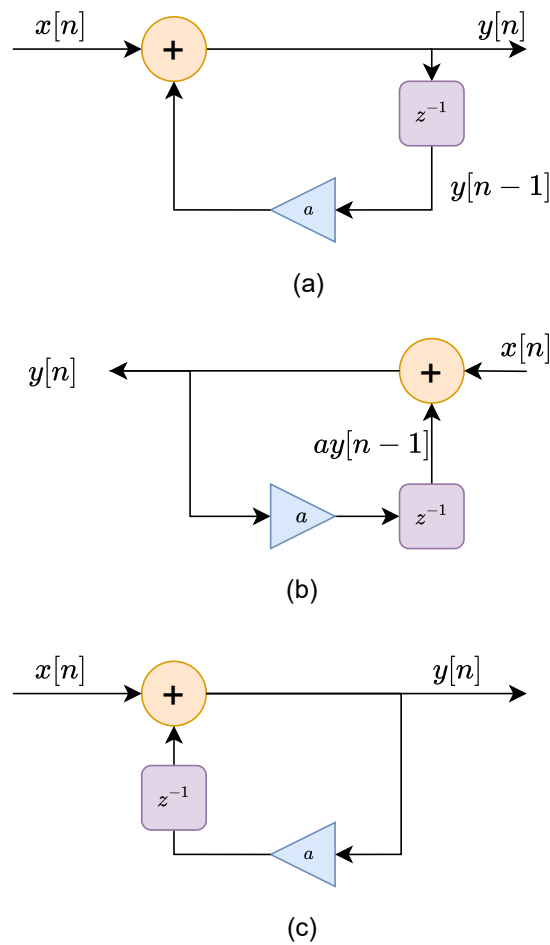 x[n] + y[n]
z⁻¹
y[n − 1]
a
(a)
y[n] + x[n]
ay[n − 1]
a z⁻¹
(b)
x[n] + y[n]
z⁻¹
a
(c)